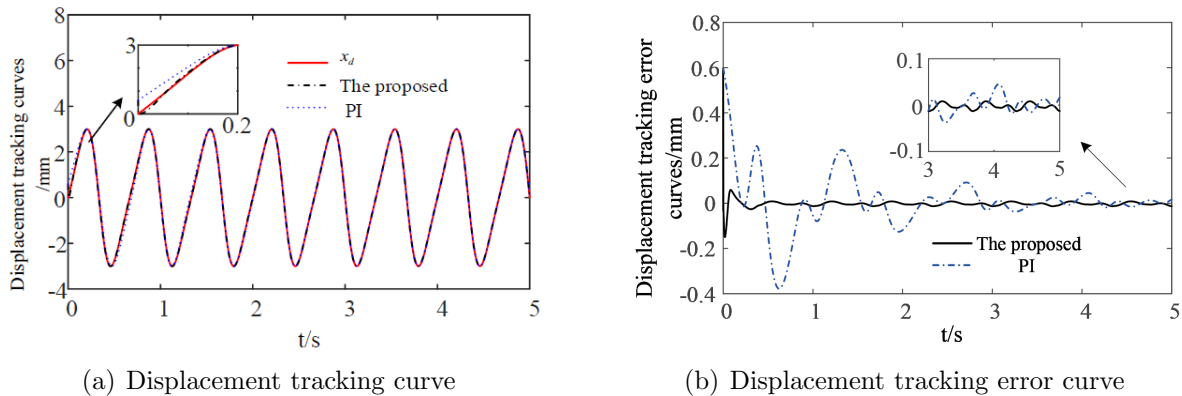 8
6
4
2
0
-2
-4
0
1
2
3
4
5
t/s
Displacement tracking curves
/mm
3
0
0.2
x_d
The proposed
PI
(a) Displacement tracking curve
0.8
0.6
0.4
0.2
0
-0.2
-0.4
0
1
2
3
4
5
t/s
Displacement tracking error
curves/mm
0.1
0
-0.1
3
4
5
The proposed
PI
(b) Displacement tracking error curve